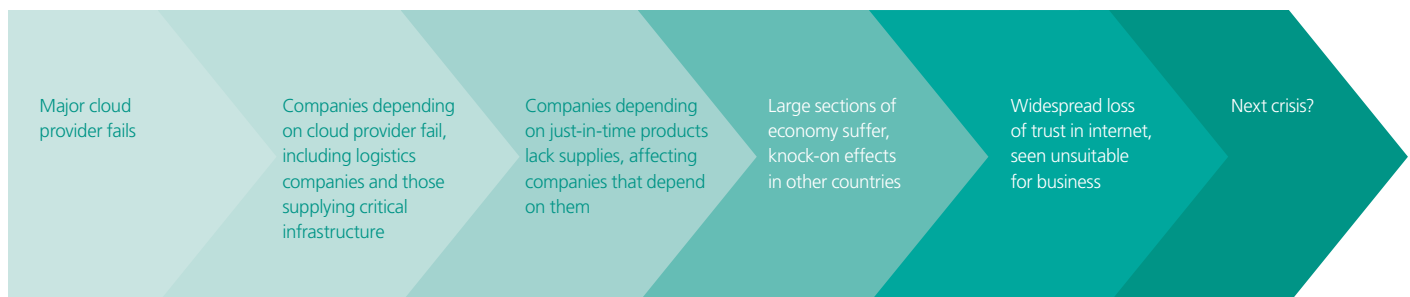 Major cloud
provider fails
Companies depending
on cloud provider fail,
including logistics
companies and those
supplying critical
infrastructure
Companies depending
on just-in-time products
lack supplies, affecting
companies that depend
on them
Large sections of
economy suffer,
knock-on effects
in other countries
Widespread loss
of trust in internet,
seen unsuitable
for business
Next crisis?